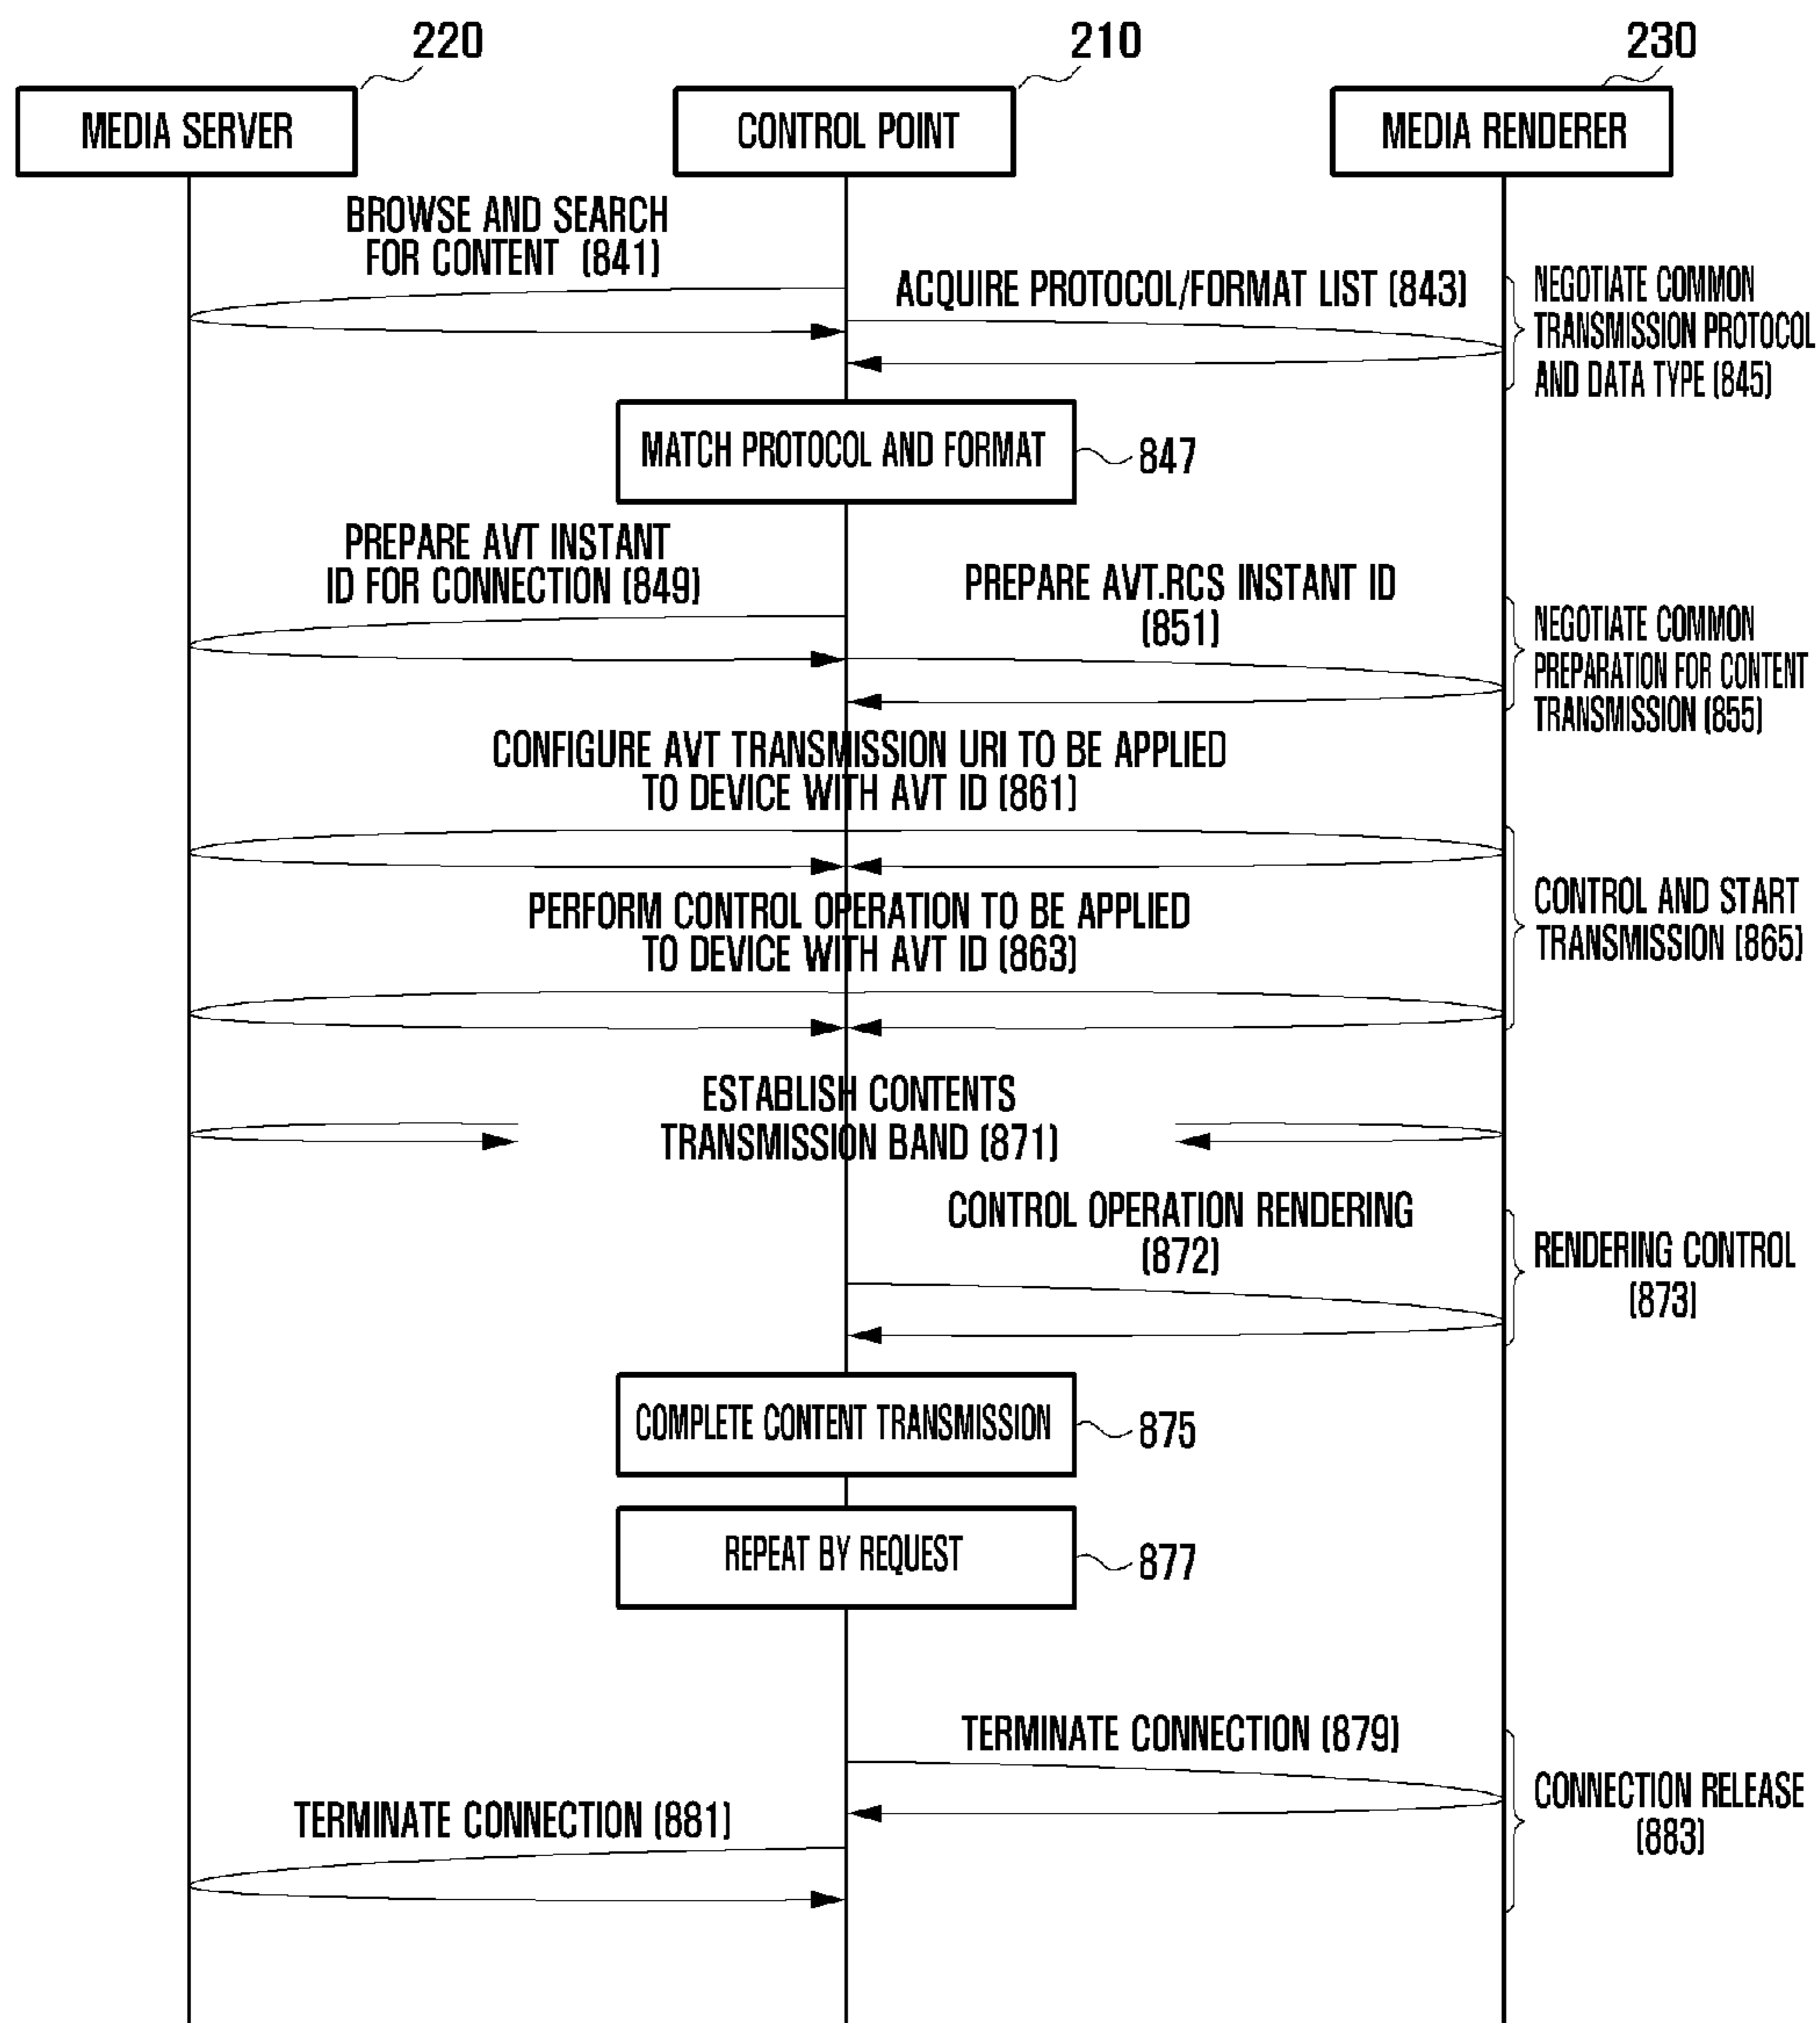 220
210
230
MEDIA SERVER
CONTROL POINT
MEDIA RENDERER
BROWSE AND SEARCH
FOR CONTENT (841)
ACQUIRE PROTOCOL/FORMAT LIST (843)
NEGOTIATE COMMON
TRANSMISSION PROTOCOL
AND DATA TYPE (845)
MATCH PROTOCOL AND FORMAT
847
PREPARE AVT INSTANT
ID FOR CONNECTION (849)
PREPARE AVT.RCS INSTANT ID
(851)
NEGOTIATE COMMON
PREPARATION FOR CONTENT
TRANSMISSION (855)
CONFIGURE AVT TRANSMISSION URI TO BE APPLIED
TO DEVICE WITH AVT ID (861)
PERFORM CONTROL OPERATION TO BE APPLIED
TO DEVICE WITH AVT ID (863)
CONTROL AND START
TRANSMISSION (865)
ESTABLISH CONTENTS
TRANSMISSION BAND (871)
CONTROL OPERATION RENDERING
(872)
RENDERING CONTROL
(873)
COMPLETE CONTENT TRANSMISSION
875
REPEAT BY REQUEST
877
TERMINATE CONNECTION (879)
TERMINATE CONNECTION (881)
CONNECTION RELEASE
(883)